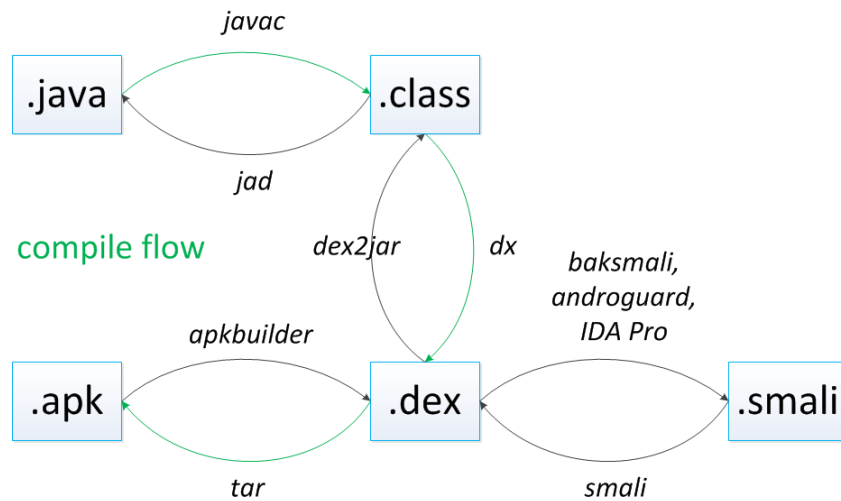 javac
.java
.class
jad
compile flow
dex2jar
dx
baksmali,
androguard,
IDA Pro
apkbuilder
.apk
.dex
.smali
tar
smali